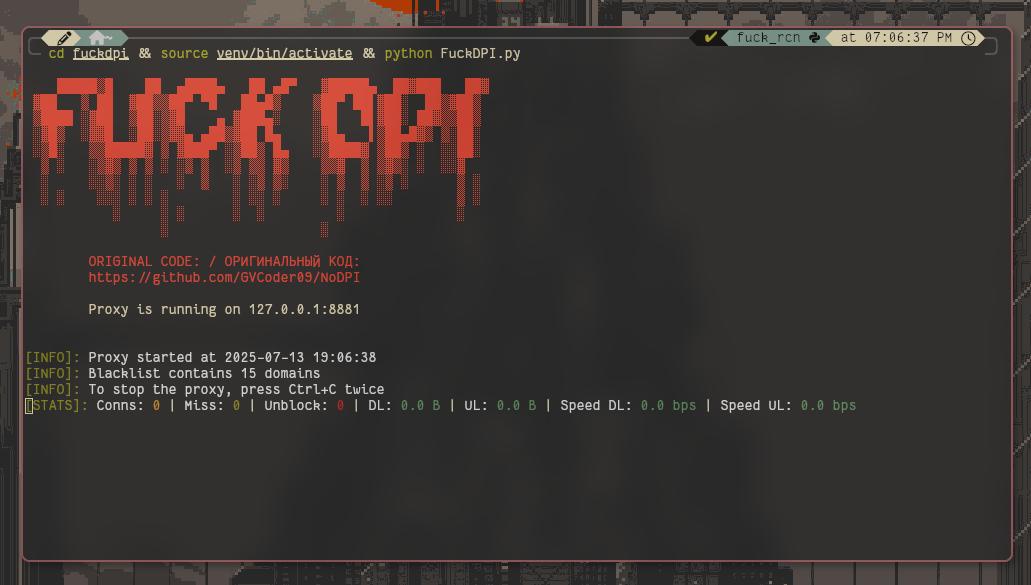 ~ fuck_rcn at 07:06:37 PM
cd fuckdpi && source venv/bin/activate && python FuckDPI.py
FUCK DPI
ORIGINAL CODE: / ОРИГИНАЛЬНЫЙ КОД:
https://github.com/GVCoder09/NoDPI
Proxy is running on 127.0.0.1:8881
[INFO]: Proxy started at 2025-07-13 19:06:38
[INFO]: Blacklist contains 15 domains
[INFO]: To stop the proxy, press Ctrl+C twice
[STATS]: Conns: 0 | Miss: 0 | Unblock: 0 | DL: 0.0 B | UL: 0.0 B | Speed DL: 0.0 bps | Speed UL: 0.0 bps